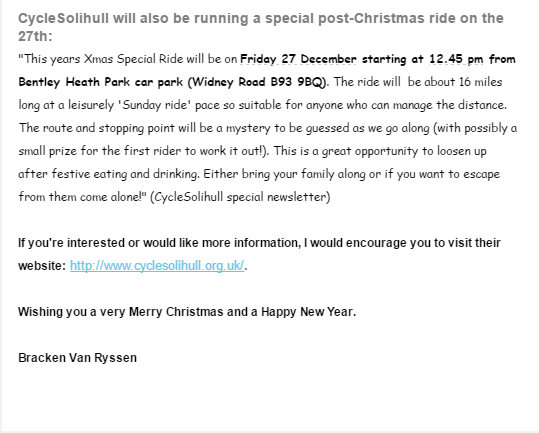 CycleSolihull will also be running a special post-Christmas ride on the
27th:
"This years Xmas Special Ride will be on Friday 27 December starting at 12.45 pm from
Bentley Heath Park car park (Widney Road B93 9BQ). The ride will be about 16 miles
long at a leisurely 'Sunday ride' pace so suitable for anyone who can manage the distance.
The route and stopping point will be a mystery to be guessed as we go along (with possibly a
small prize for the first rider to work it out!). This is a great opportunity to loosen up
after festive eating and drinking. Either bring your family along or if you want to escape
from them come alone!" (CycleSolihull special newsletter)
If you're interested or would like more information, I would encourage you to visit their
website: http://www.cyclesolihull.org.uk/.
Wishing you a very Merry Christmas and a Happy New Year.
Bracken Van Ryssen